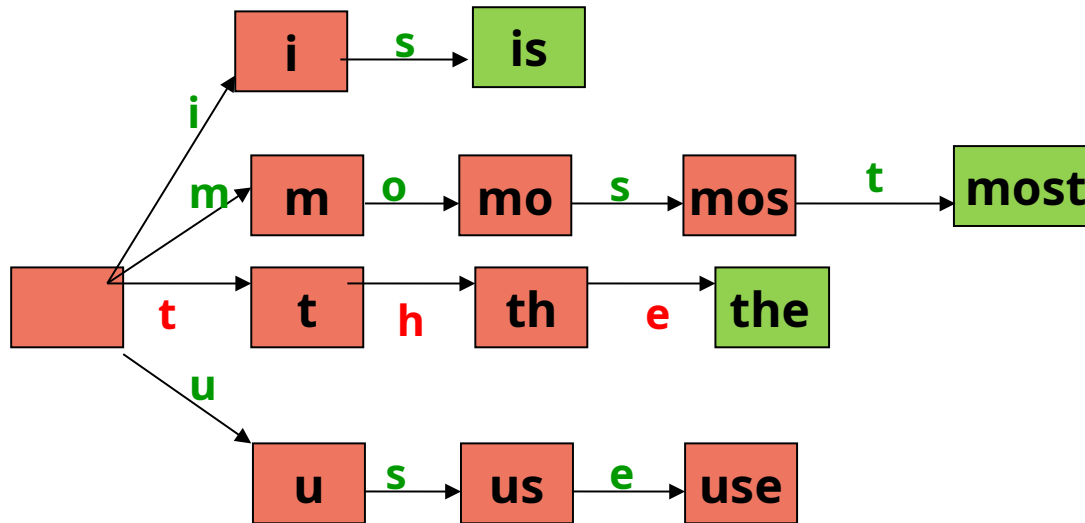 i s is
i
m m o mo s mos t most
t t h th e the
u
u s us e use